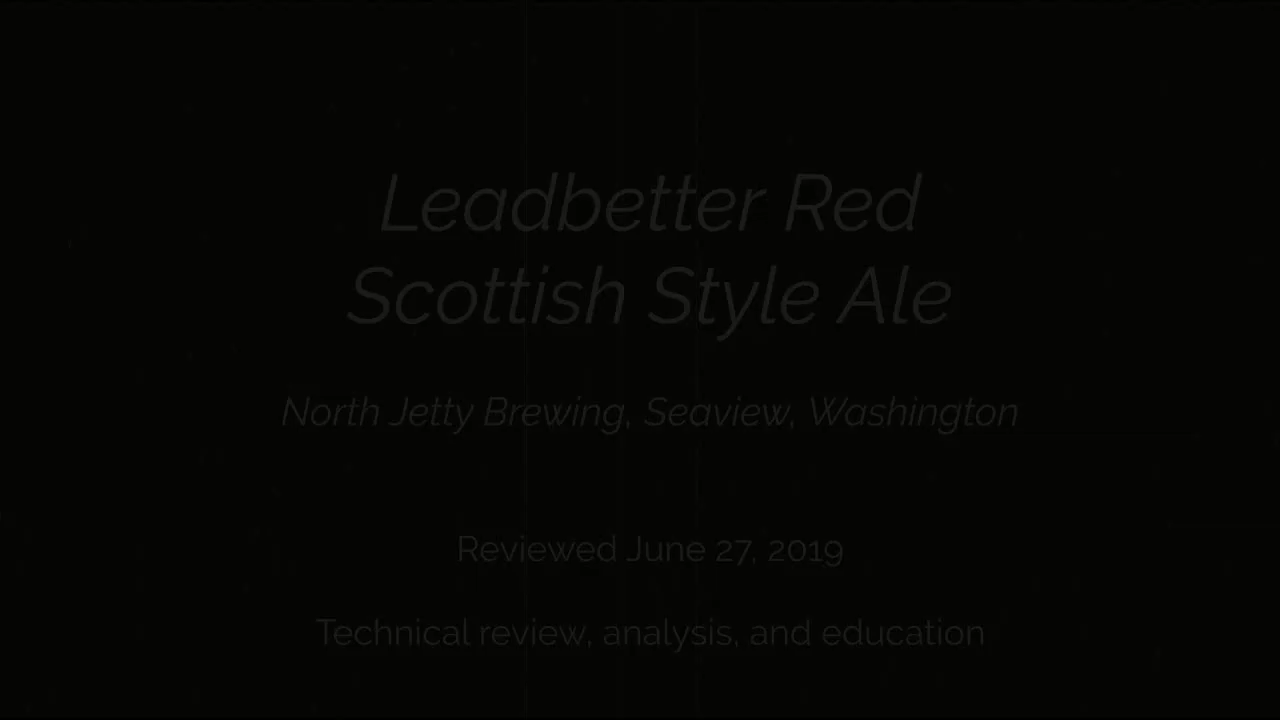 Leadbetter Red
Scottish Style Ale
North Jetty Brewing, Seaview, Washington
Reviewed June 27, 2019
Technical review, analysis, and education